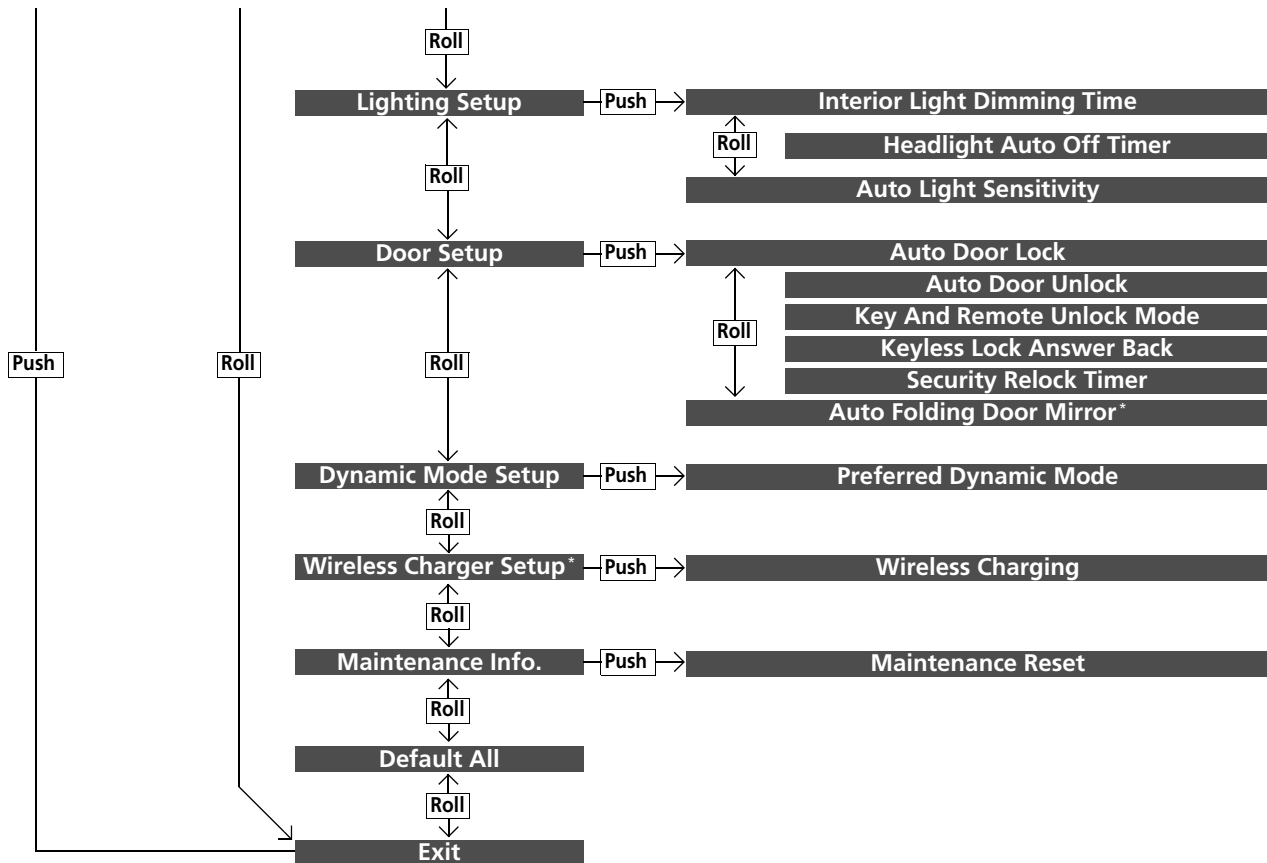 Roll
Lighting Setup Push Interior Light Dimming Time
Roll Headlight Auto Off Timer
Roll
Auto Light Sensitivity
Door Setup Push Auto Door Lock
Auto Door Unlock
Key And Remote Unlock Mode
Roll
Keyless Lock Answer Back
Push Roll Roll
Security Relock Timer
Auto Folding Door Mirror*
Dynamic Mode Setup Push Preferred Dynamic Mode
Roll
Wireless Charger Setup* Push Wireless Charging
Roll
Maintenance Info. Push Maintenance Reset
Roll
Default All
Roll
Exit